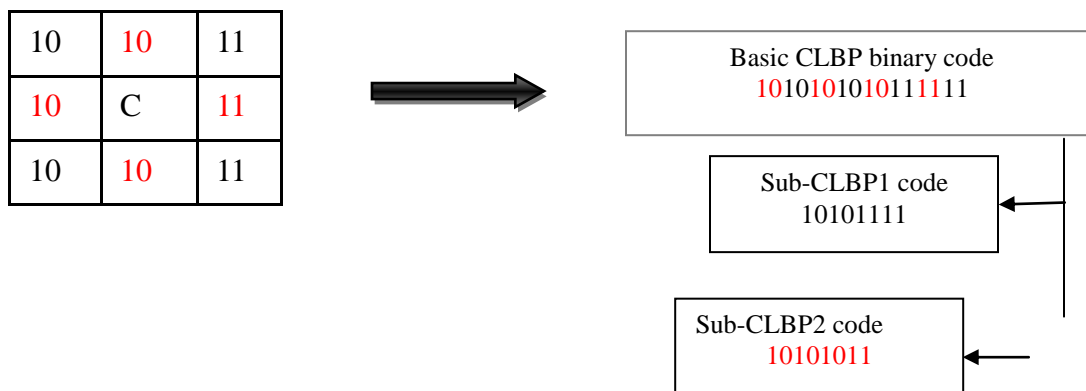 10 10 11
10 C 11
10 10 11
Basic CLBP binary code
1010101010111111
Sub-CLBP1 code
10101111
Sub-CLBP2 code
10101011